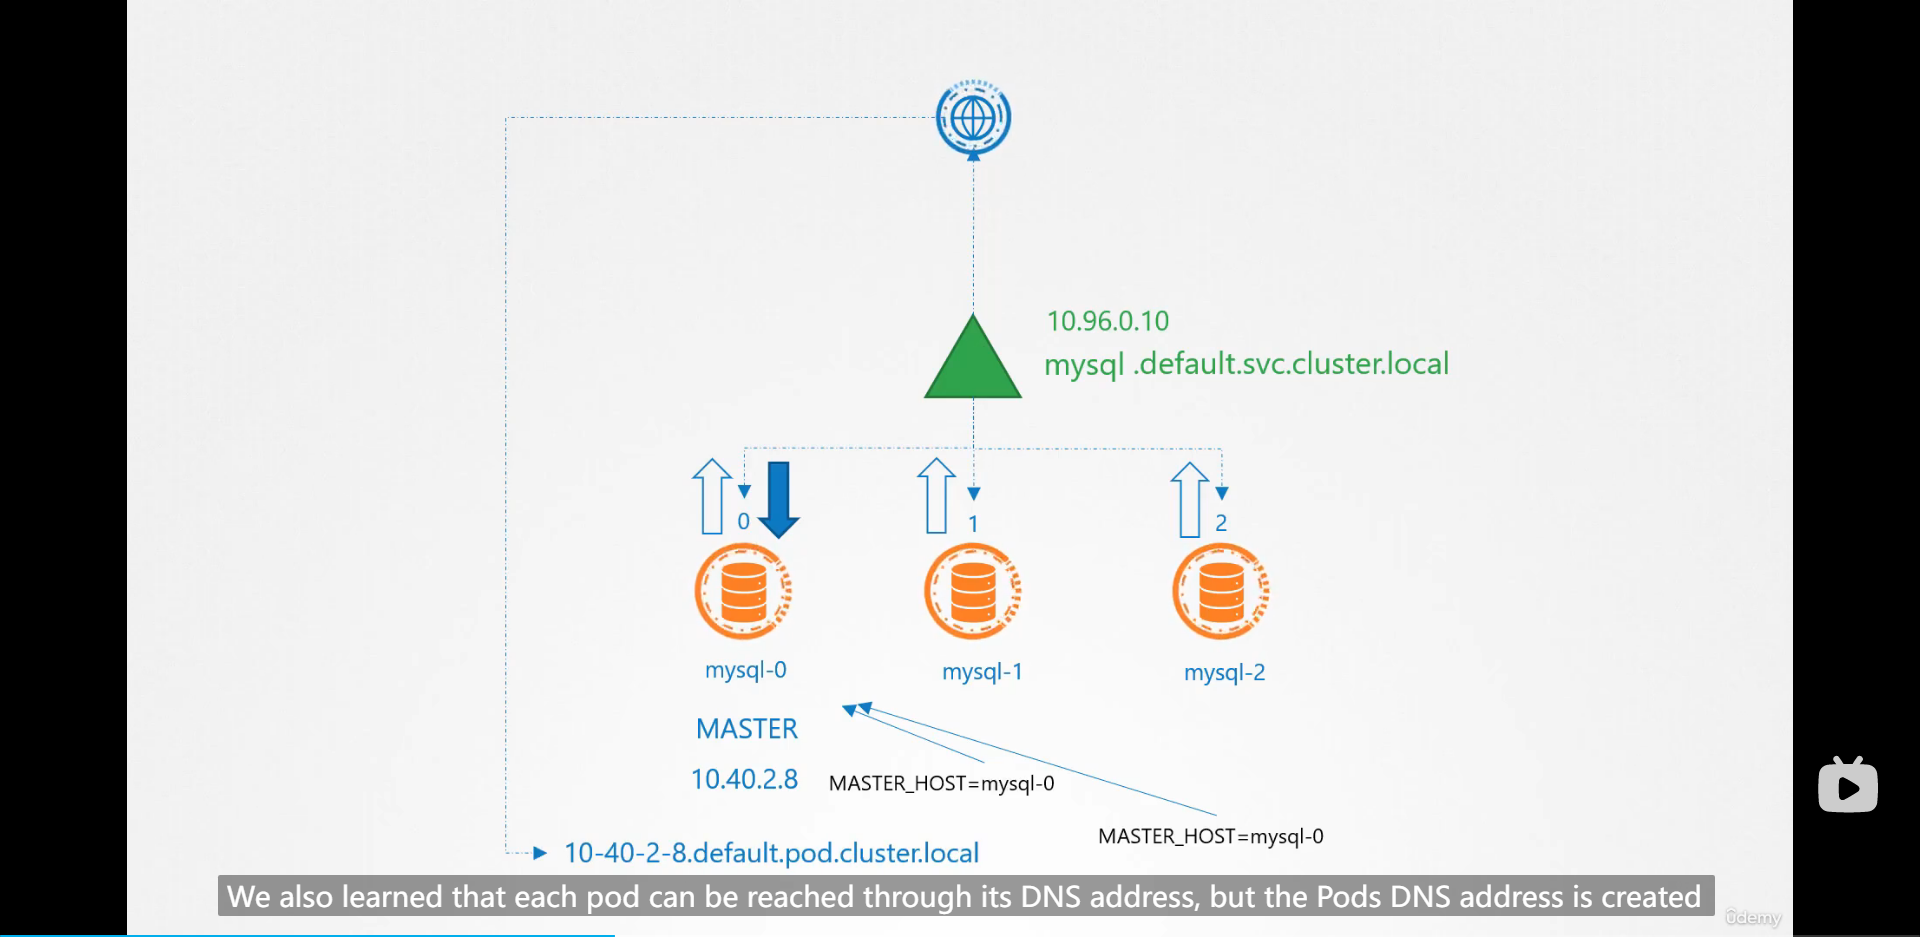 10.96.0.10
mysql .default.svc.cluster.local
0
1
2
mysql-0
mysql-1
mysql-2
MASTER
10.40.2.8
MASTER_HOST=mysql-0
MASTER_HOST=mysql-0
10-40-2-8.default.pod.cluster.local
We also learned that each pod can be reached through its DNS address, but the Pods DNS address is created
ûdemy